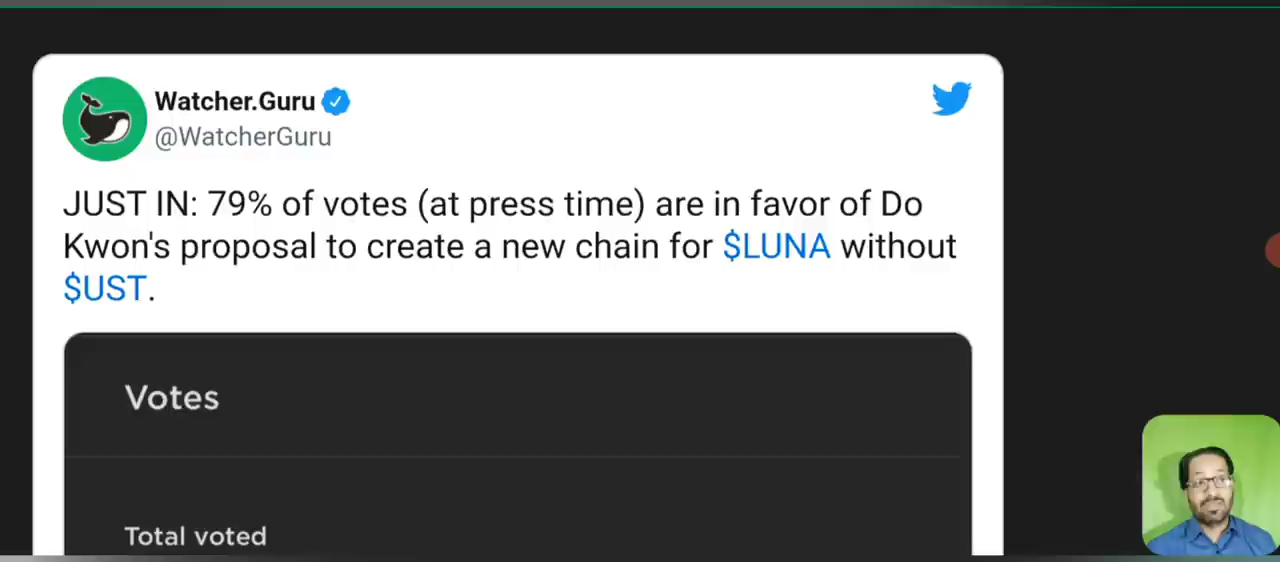 Watcher.Guru
@WatcherGuru
JUST IN: 79% of votes (at press time) are in favor of Do
Kwon's proposal to create a new chain for $LUNA without
$UST.
Votes
Total voted